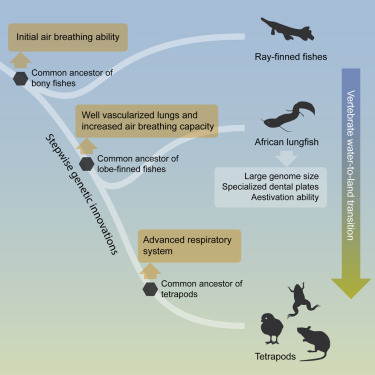 Initial air breathing ability
Common ancestor of
bony fishes
Ray-finned fishes
Well vascularized lungs and
increased air breathing capacity
Common ancestor of
lobe-finned fishes
African lungfish
Large genome size
Specialized dental plates
Aestivation ability
Stepwise genetic innovations
Vertebrate water-to-land transition
Advanced respiratory
system
Common ancestor of
tetrapods
Tetrapods